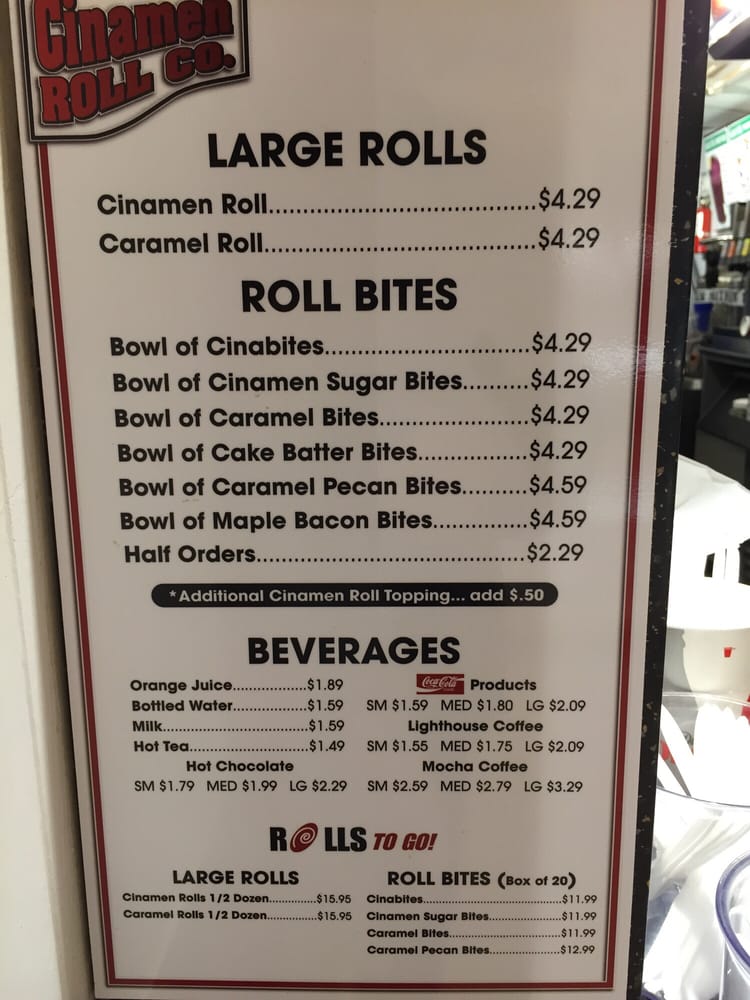 Cinamen
ROLL CO.
LARGE ROLLS
Cinamen Roll....................................$4.29
Caramel Roll....................................$4.29
ROLL BITES
Bowl of Cinabites...........................$4.29
Bowl of Cinamen Sugar Bites.........$4.29
Bowl of Caramel Bites....................$4.29
Bowl of Cake Batter Bites...............$4.29
Bowl of Caramel Pecan Bites.........$4.59
Bowl of Maple Bacon Bites.............$4.59
Half Orders....................................$2.29
*Additional Cinamen Roll Topping... add $.50
BEVERAGES
Orange Juice..................$1.89
Bottled Water..................$1.59
Milk...................................$1.59
Hot Tea.............................$1.49
Hot Chocolate
SM $1.79 MED $1.99 LG $2.29
Coca-Cola Products
SM $1.59 MED $1.80 LG $2.09
Lighthouse Coffee
SM $1.55 MED $1.75 LG $2.09
Mocha Coffee
SM $2.59 MED $2.79 LG $3.29
ROLLS TO GO!
LARGE ROLLS
Cinamen Rolls 1/2 Dozen..............$15.95
Caramel Rolls 1/2 Dozen..............$15.95
ROLL BITES (Box of 20)
Cinabites........................................$11.99
Cinamen Sugar Bites.....................$11.99
Caramel Bites................................$11.99
Caramel Pecan Bites.....................$12.99